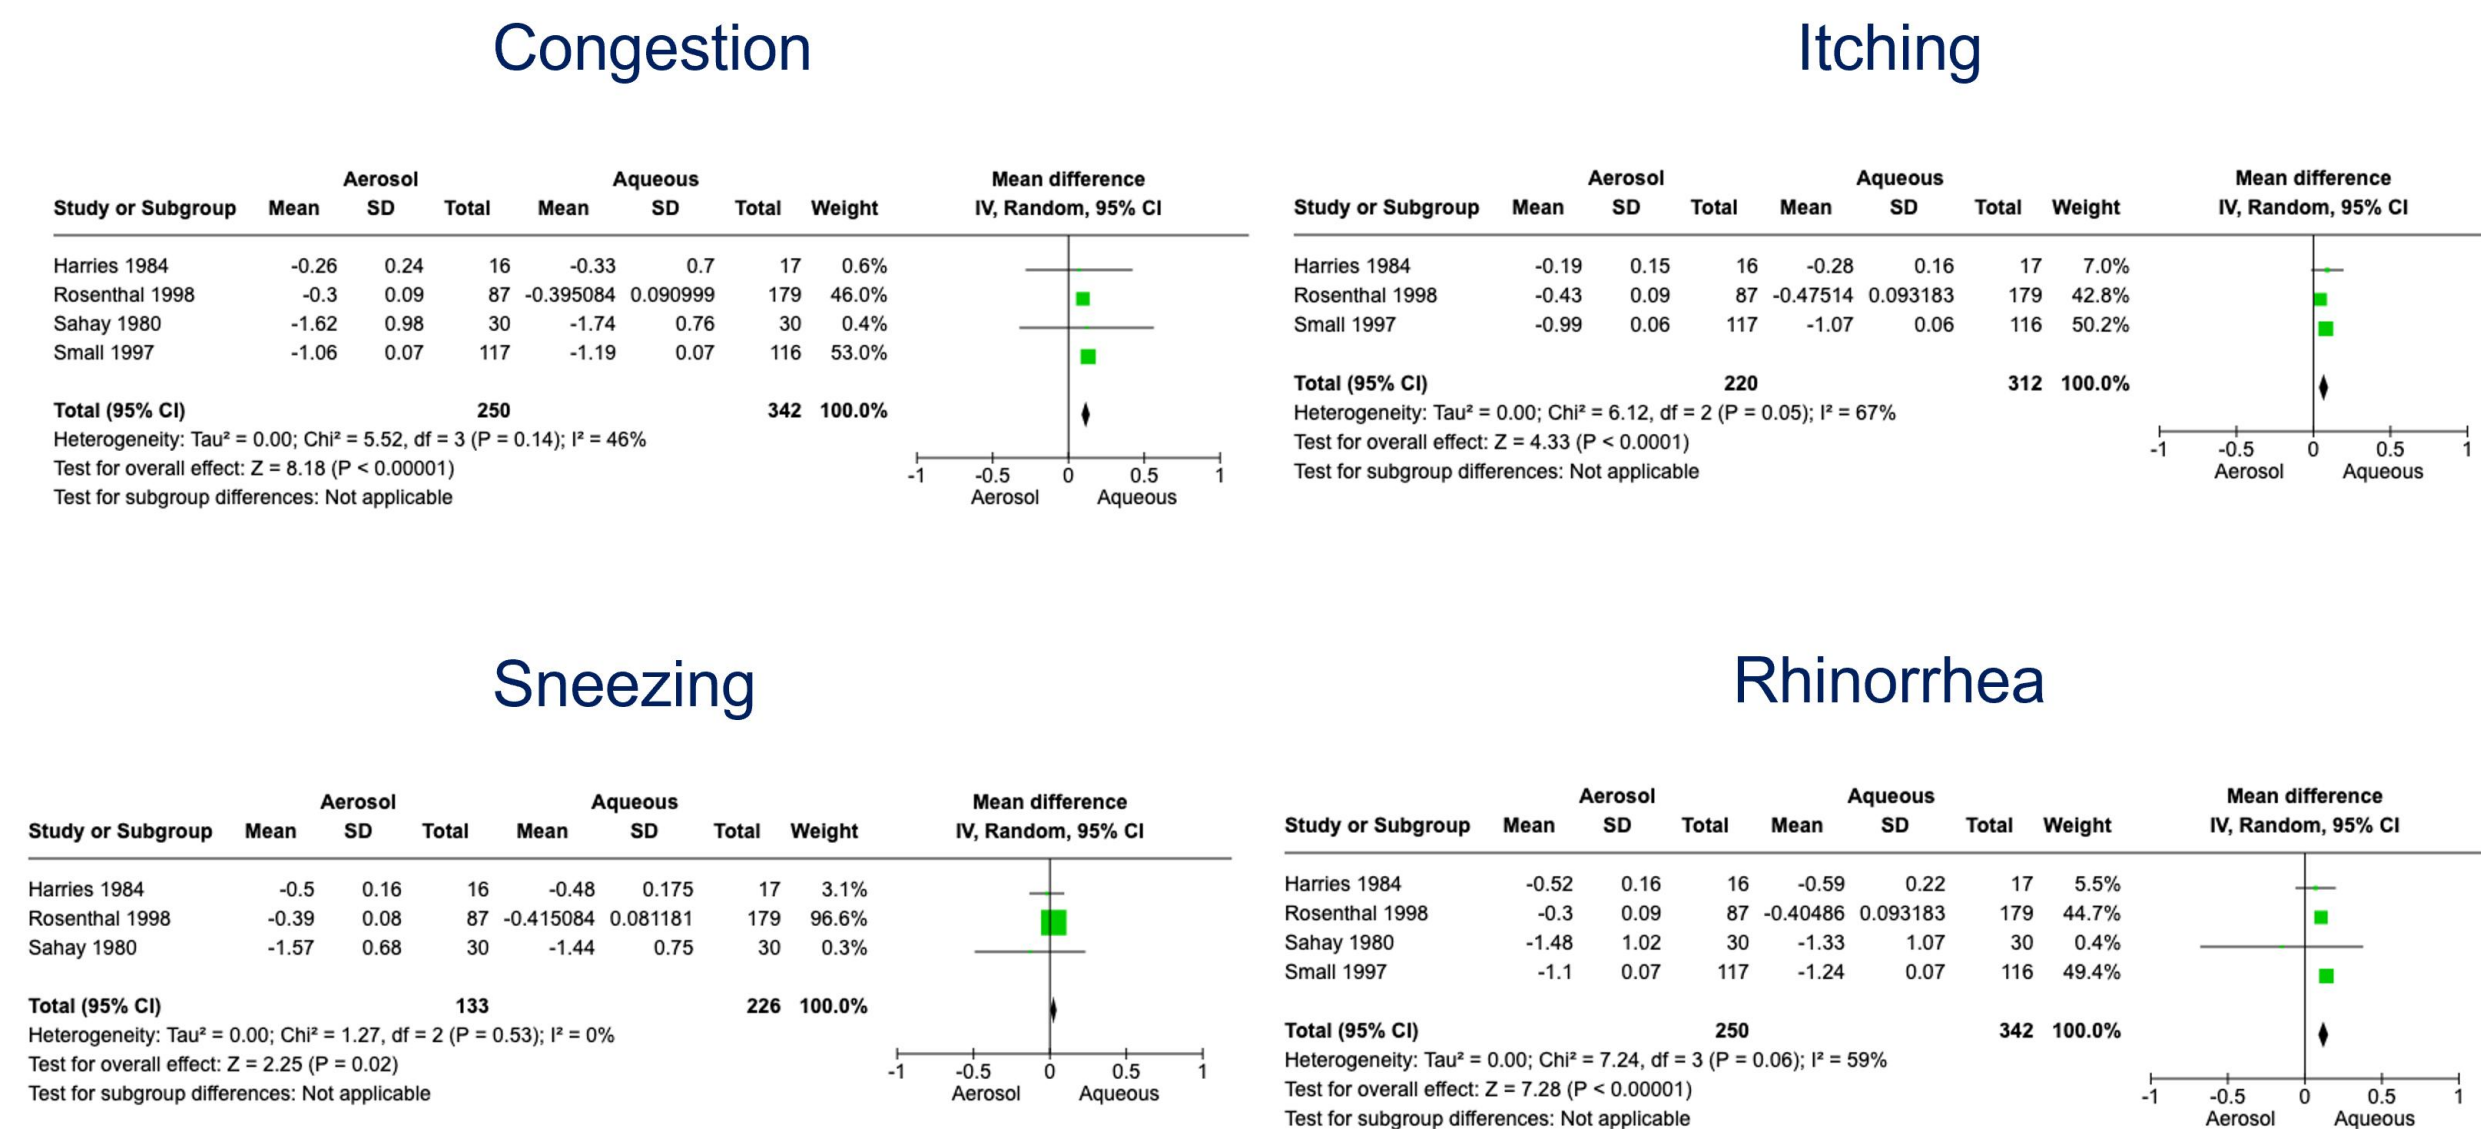 Congestion
Aerosol Aqueous Mean difference
Study or Subgroup Mean SD Total Mean SD Total Weight IV, Random, 95% CI
Harries 1984 -0.26 0.24 16 -0.33 0.7 17 0.6%
Rosenthal 1998 -0.3 0.09 87 -0.395084 0.090999 179 46.0%
Sahay 1980 -1.62 0.98 30 -1.74 0.76 30 0.4%
Small 1997 -1.06 0.07 117 -1.19 0.07 116 53.0%
Total (95% CI) 250 342 100.0%
Heterogeneity: Tau² = 0.00; Chi² = 5.52, df = 3 (P = 0.14); I² = 46%
Test for overall effect: Z = 8.18 (P < 0.00001)
Test for subgroup differences: Not applicable
-1 -0.5 0 0.5 1
Aerosol Aqueous
Itching
Aerosol Aqueous Mean difference
Study or Subgroup Mean SD Total Mean SD Total Weight IV, Random, 95% CI
Harries 1984 -0.19 0.15 16 -0.28 0.16 17 7.0%
Rosenthal 1998 -0.43 0.09 87 -0.47514 0.093183 179 42.8%
Small 1997 -0.99 0.06 117 -1.07 0.06 116 50.2%
Total (95% CI) 220 312 100.0%
Heterogeneity: Tau² = 0.00; Chi² = 6.12, df = 2 (P = 0.05); I² = 67%
Test for overall effect: Z = 4.33 (P < 0.0001)
Test for subgroup differences: Not applicable
-1 -0.5 0 0.5 1
Aerosol Aqueous
Sneezing
Aerosol Aqueous Mean difference
Study or Subgroup Mean SD Total Mean SD Total Weight IV, Random, 95% CI
Harries 1984 -0.5 0.16 16 -0.48 0.175 17 3.1%
Rosenthal 1998 -0.39 0.08 87 -0.415084 0.081181 179 96.6%
Sahay 1980 -1.57 0.68 30 -1.44 0.75 30 0.3%
Total (95% CI) 133 226 100.0%
Heterogeneity: Tau² = 0.00; Chi² = 1.27, df = 2 (P = 0.53); I² = 0%
Test for overall effect: Z = 2.25 (P = 0.02)
Test for subgroup differences: Not applicable
-1 -0.5 0 0.5 1
Aerosol Aqueous
Rhinorrhea
Aerosol Aqueous Mean difference
Study or Subgroup Mean SD Total Mean SD Total Weight IV, Random, 95% CI
Harries 1984 -0.52 0.16 16 -0.59 0.22 17 5.5%
Rosenthal 1998 -0.3 0.09 87 -0.40486 0.093183 179 44.7%
Sahay 1980 -1.48 1.02 30 -1.33 1.07 30 0.4%
Small 1997 -1.1 0.07 117 -1.24 0.07 116 49.4%
Total (95% CI) 250 342 100.0%
Heterogeneity: Tau² = 0.00; Chi² = 7.24, df = 3 (P = 0.06); I² = 59%
Test for overall effect: Z = 7.28 (P < 0.00001)
Test for subgroup differences: Not applicable
-1 -0.5 0 0.5 1
Aerosol Aqueous